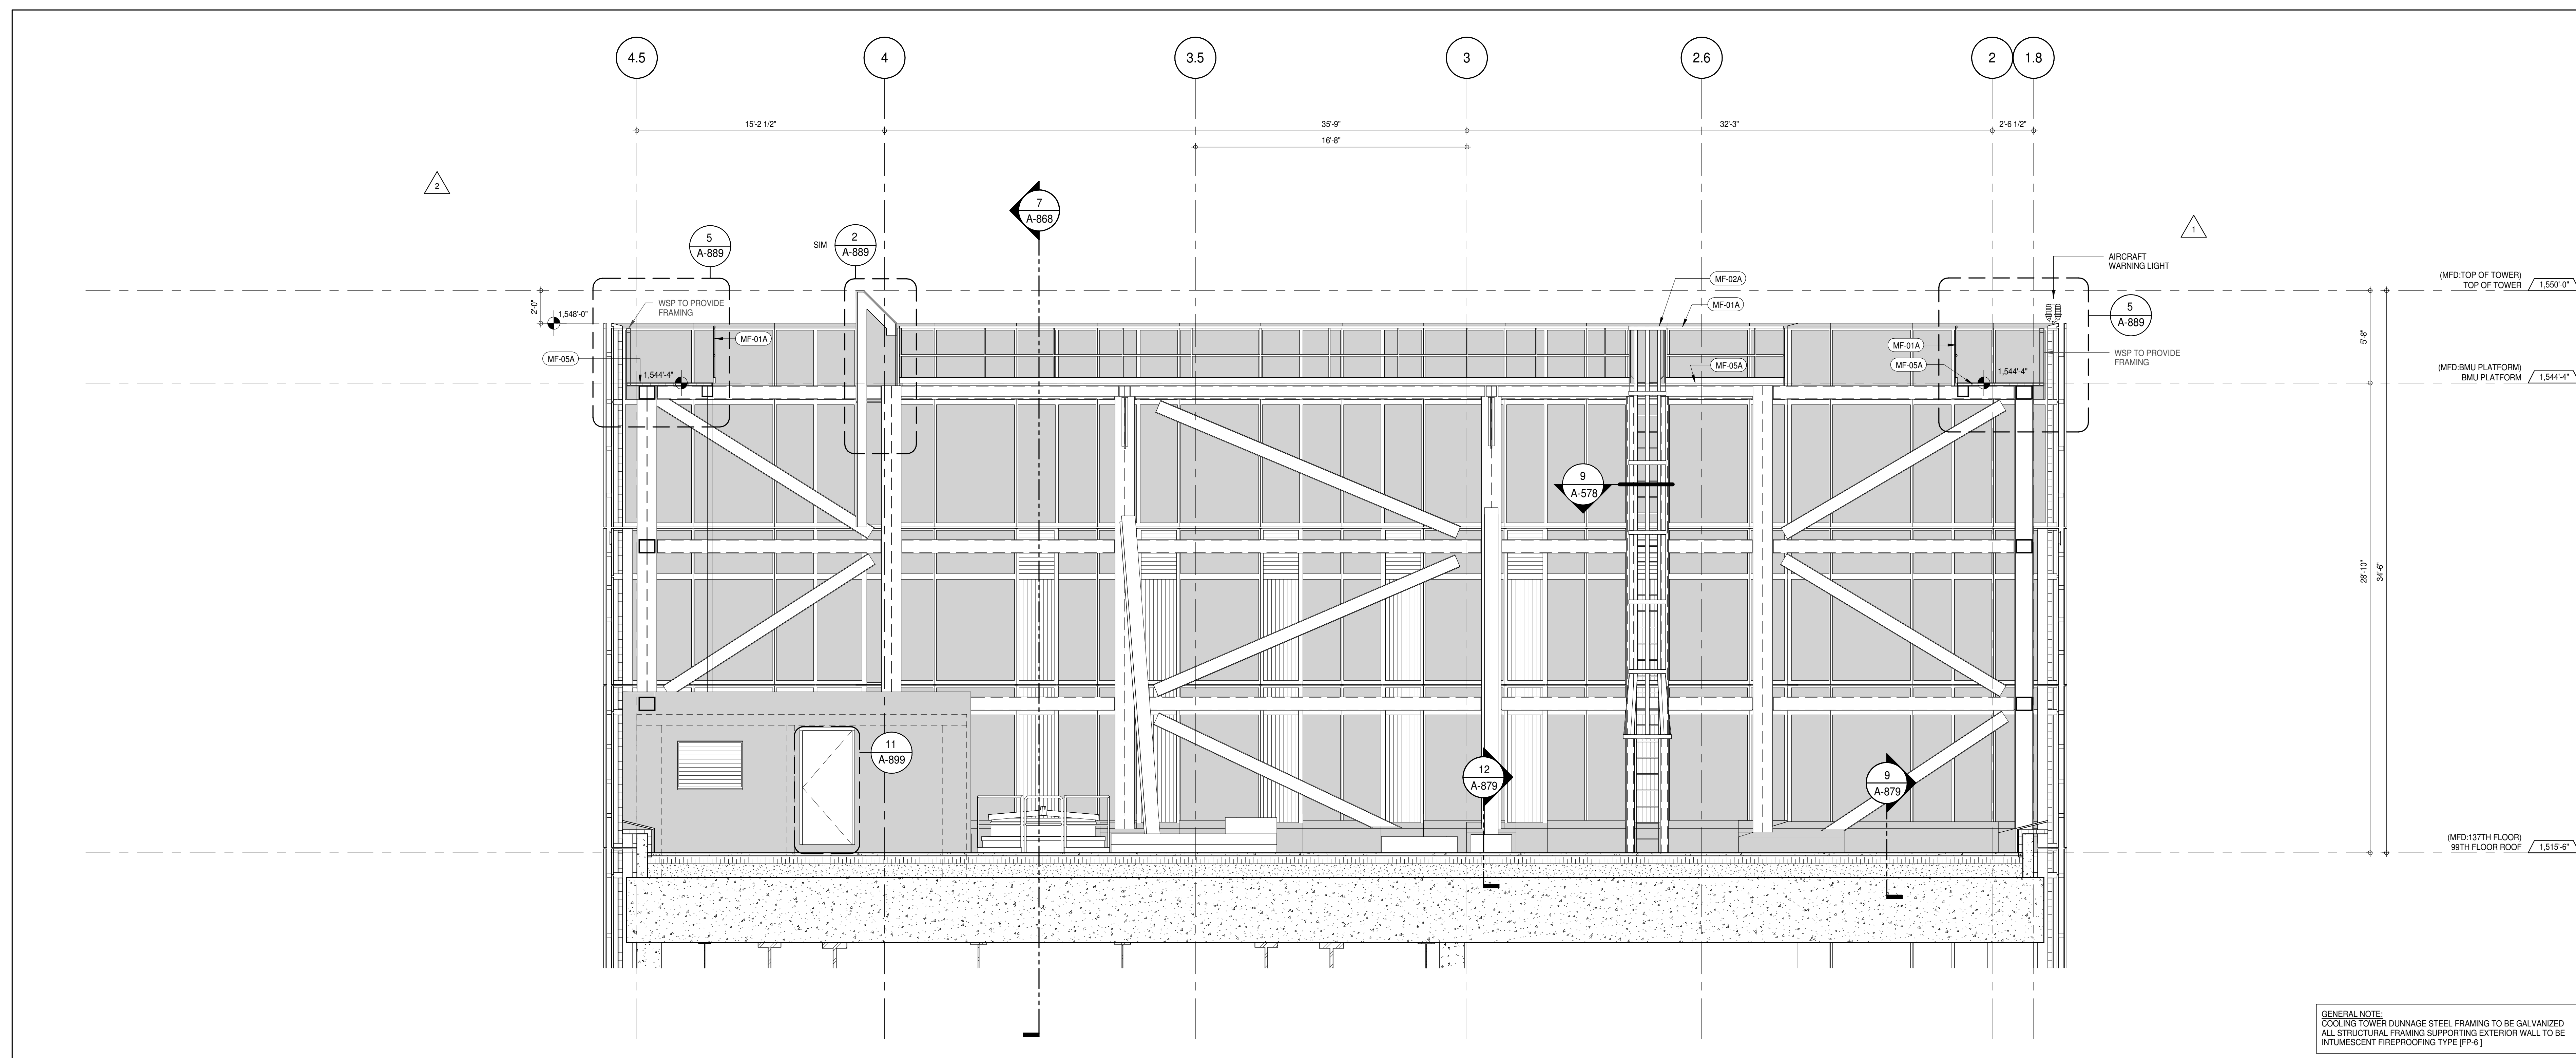 4.5
4
3.5
3
2.6
2
1.8
15'-2 1/2"
35'-9"
32'-3"
2'-6 1/2"
16'-8"
2
7
A-868
1
5
A-889
SIM
2
A-889
AIRCRAFT
WARNING LIGHT
(MFD:TOP OF TOWER)
TOP OF TOWER
1,550'-0"
MF-02A
2'-0"
1,548'-0"
WSP TO PROVIDE
FRAMING
MF-01A
5
A-889
MF-01A
MF-01A
5'-8"
MF-05A
WSP TO PROVIDE
FRAMING
MF-05A
MF-05A
1,544'-4"
1,544'-4"
(MFD:BMU PLATFORM)
BMU PLATFORM
1,544'-4"
9
A-578
28'-10"
34'-6"
11
A-899
12
A-879
9
A-879
(MFD:137TH FLOOR)
99TH FLOOR ROOF
1,515'-6"
GENERAL NOTE:
COOLING TOWER DUNNAGE STEEL FRAMING TO BE GALVANIZED
ALL STRUCTURAL FRAMING SUPPORTING EXTERIOR WALL TO BE
INTUMESCENT FIREPROOFING TYPE [FP-6 ]